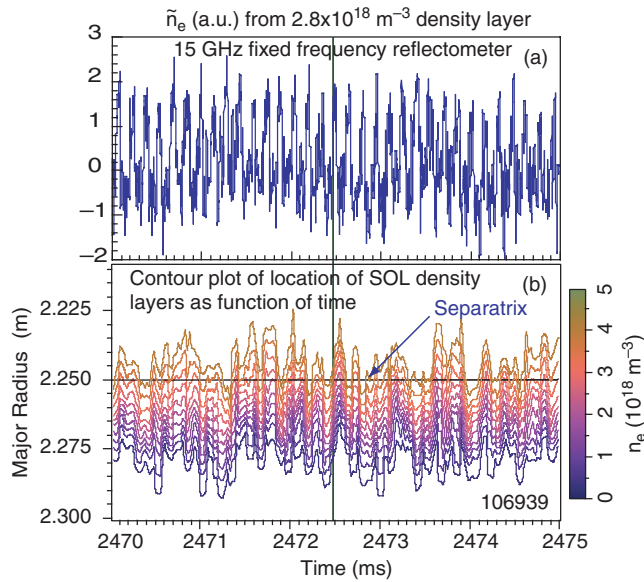 ñₑ (a.u.) from 2.8x10¹⁸ m⁻³ density layer
15 GHz fixed frequency reflectometer
(a)
3
2
1
0
−1
−2
Contour plot of location of SOL density
layers as function of time
(b)
Separatrix
2.225
2.250
2.275
2.300
Major Radius (m)
106939
5
4
3
2
1
0
nₑ (10¹⁸ m⁻³)
2470 2471 2472 2473 2474 2475
Time (ms)